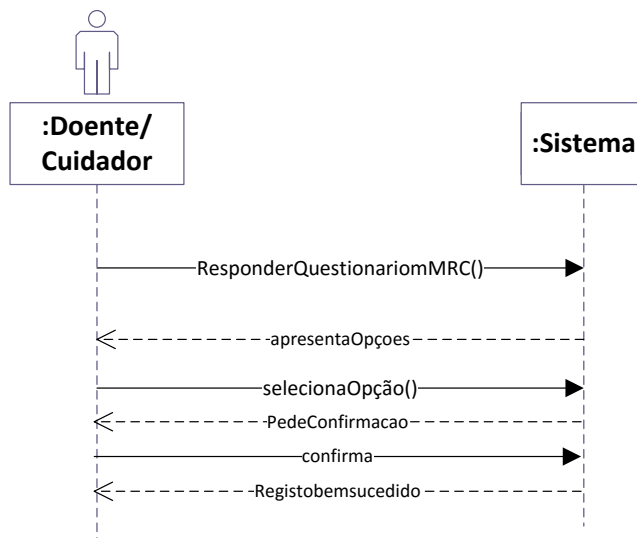 :Doente/
Cuidador
:Sistema
ResponderQuestionariomMRC()
apresentaOpçoes
selecionaOpção()
PedeConfirmacao
confirma
Registobemsucedido